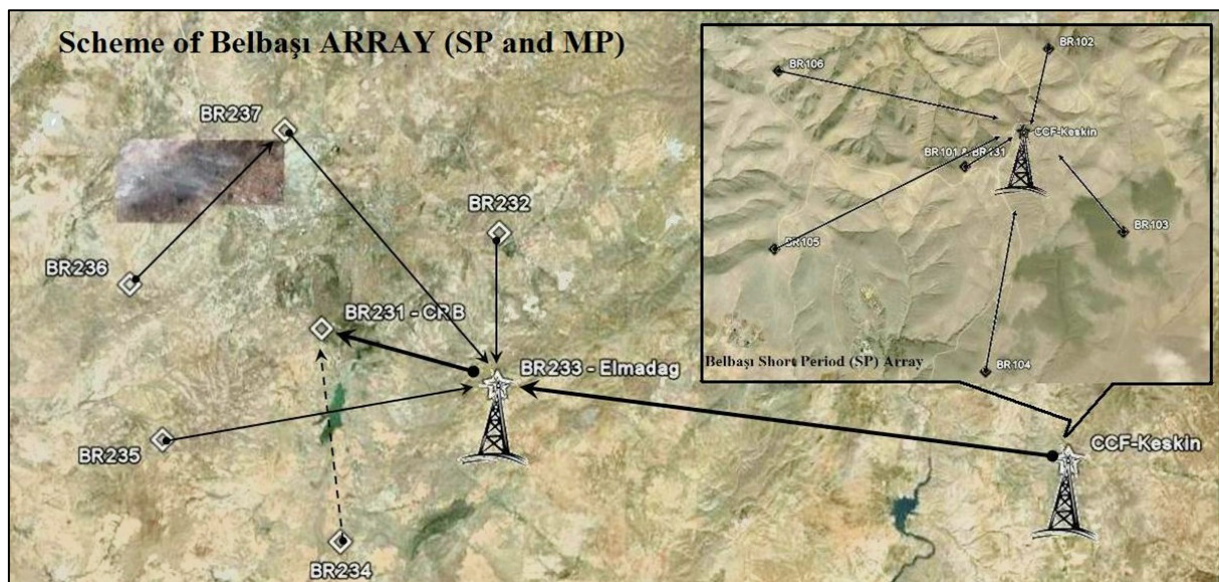 Scheme of Belbaşı ARRAY (SP and MP)
BR102
BR106
CCF-Keskin
BR101 & BR131
BR103
BR105
BR104
Belbaşı Short Period (SP) Array
BR237
BR232
BR236
BR231 - CRB
BR233 - Elmadag
BR235
CCF-Keskin
BR234